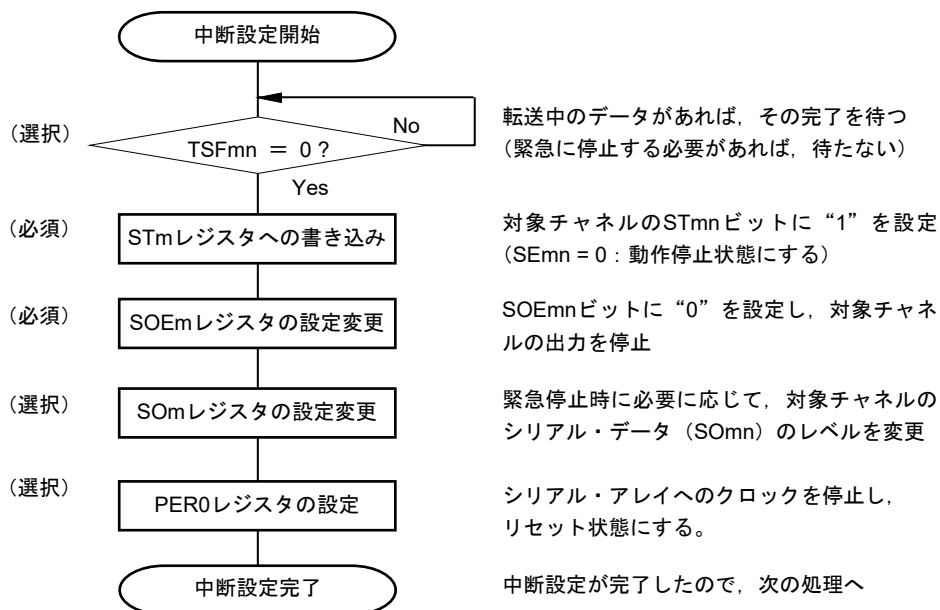 中断設定開始
(選択)
TSFmn = 0?
No
Yes
転送中のデータがあれば,その完了を待つ
(緊急に停止する必要があれば,待たない)
(必須)
STmレジスタへの書き込み
対象チャネルのSTmnビットに“1”を設定
(SEmn = 0:動作停止状態にする)
(必須)
SOEmレジスタの設定変更
SOEmnビットに“0”を設定し,対象チャネ
ルの出力を停止
(選択)
SOmレジスタの設定変更
緊急停止時に必要に応じて,対象チャネルの
シリアル・データ(SOmn)のレベルを変更
(選択)
PER0レジスタの設定
シリアル・アレイへのクロックを停止し,
リセット状態にする。
中断設定完了
中断設定が完了したので,次の処理へ